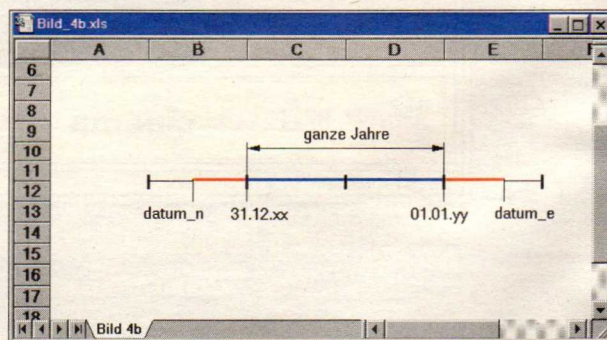 Bild_4b.xls
A B C D E F
6
7
8
9
ganze Jahre
10
11
12
datum_n 31.12.xx 01.01.yy datum_e
13
14
15
16
17
18
Bild 4b